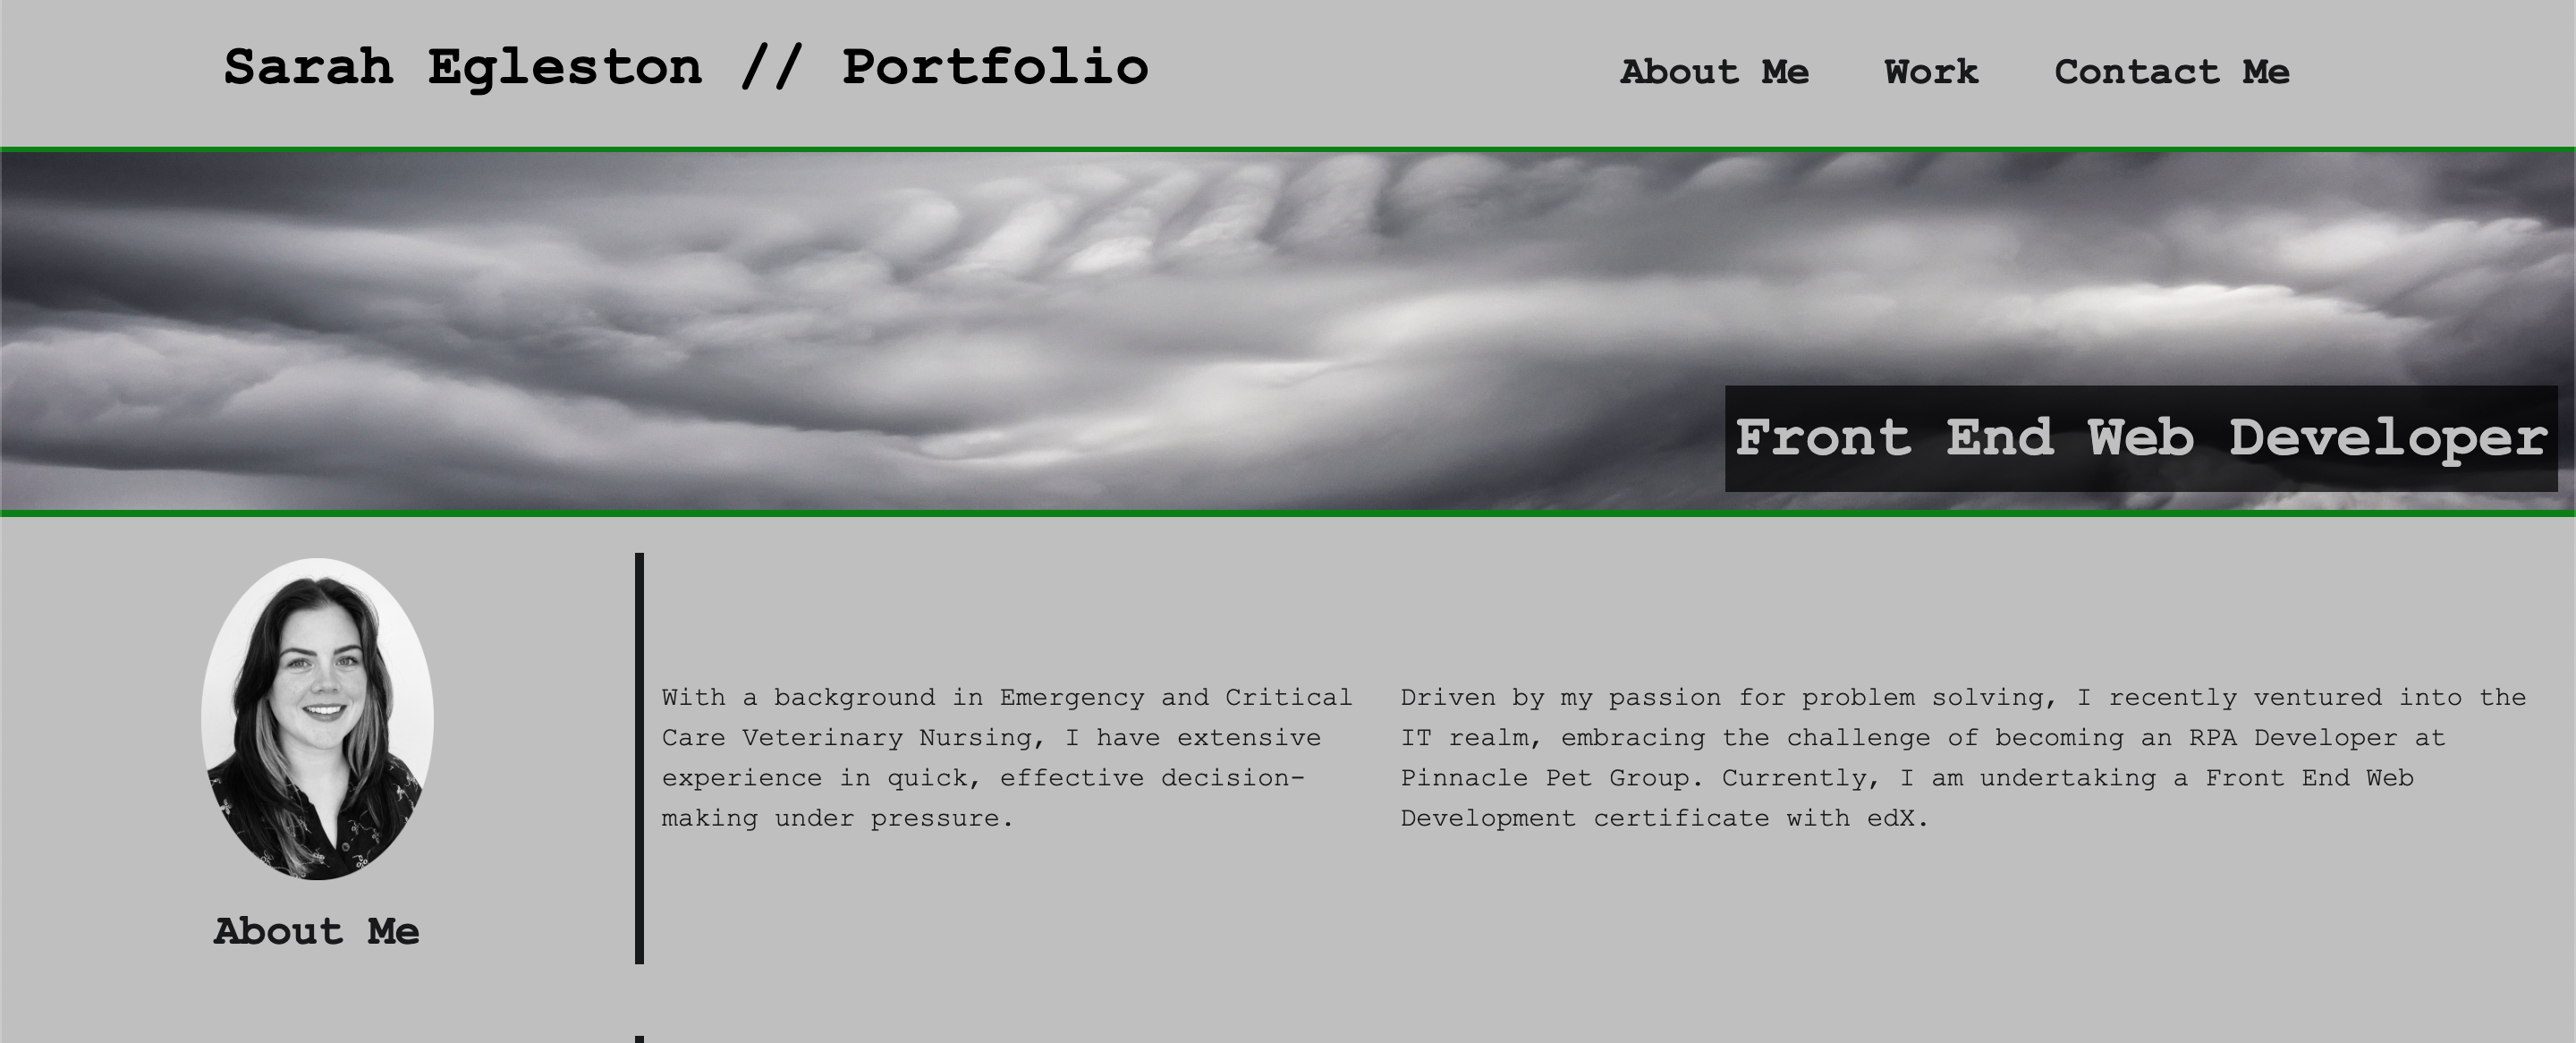 Sarah Egleston // Portfolio
About Me Work Contact Me
Front End Web Developer
About Me
With a background in Emergency and Critical
Care Veterinary Nursing, I have extensive
experience in quick, effective decision-
making under pressure.
Driven by my passion for problem solving, I recently ventured into the
IT realm, embracing the challenge of becoming an RPA Developer at
Pinnacle Pet Group. Currently, I am undertaking a Front End Web
Development certificate with edX.